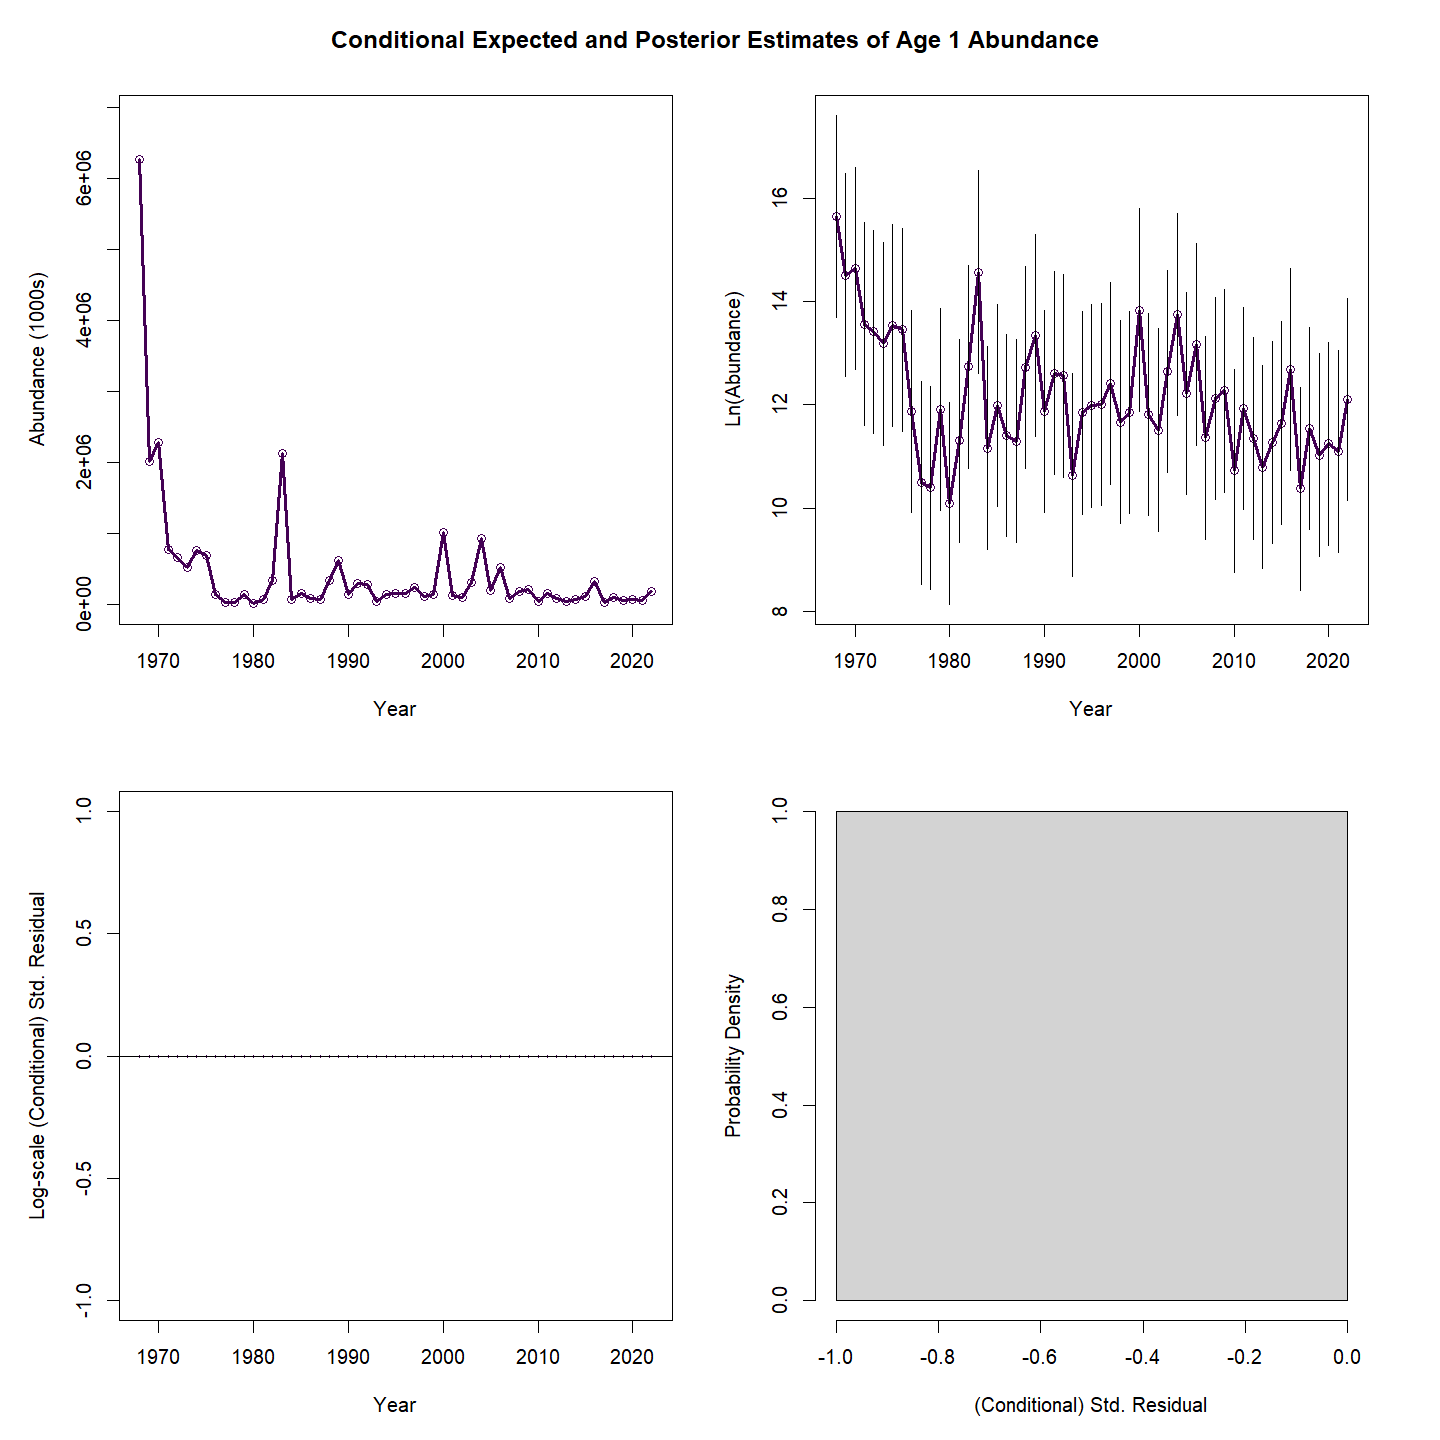 Conditional Expected and Posterior Estimates of Age 1 Abundance
Abundance (1000s)
6e+06
4e+06
2e+06
0e+00
1970 1980 1990 2000 2010 2020
Year
Ln(Abundance)
16
14
12
10
8
1970 1980 1990 2000 2010 2020
Year
Log-scale (Conditional) Std. Residual
1.0
0.5
0.0
-0.5
-1.0
1970 1980 1990 2000 2010 2020
Year
Probability Density
1.0
0.8
0.6
0.4
0.2
0.0
-1.0 -0.8 -0.6 -0.4 -0.2 0.0
(Conditional) Std. Residual